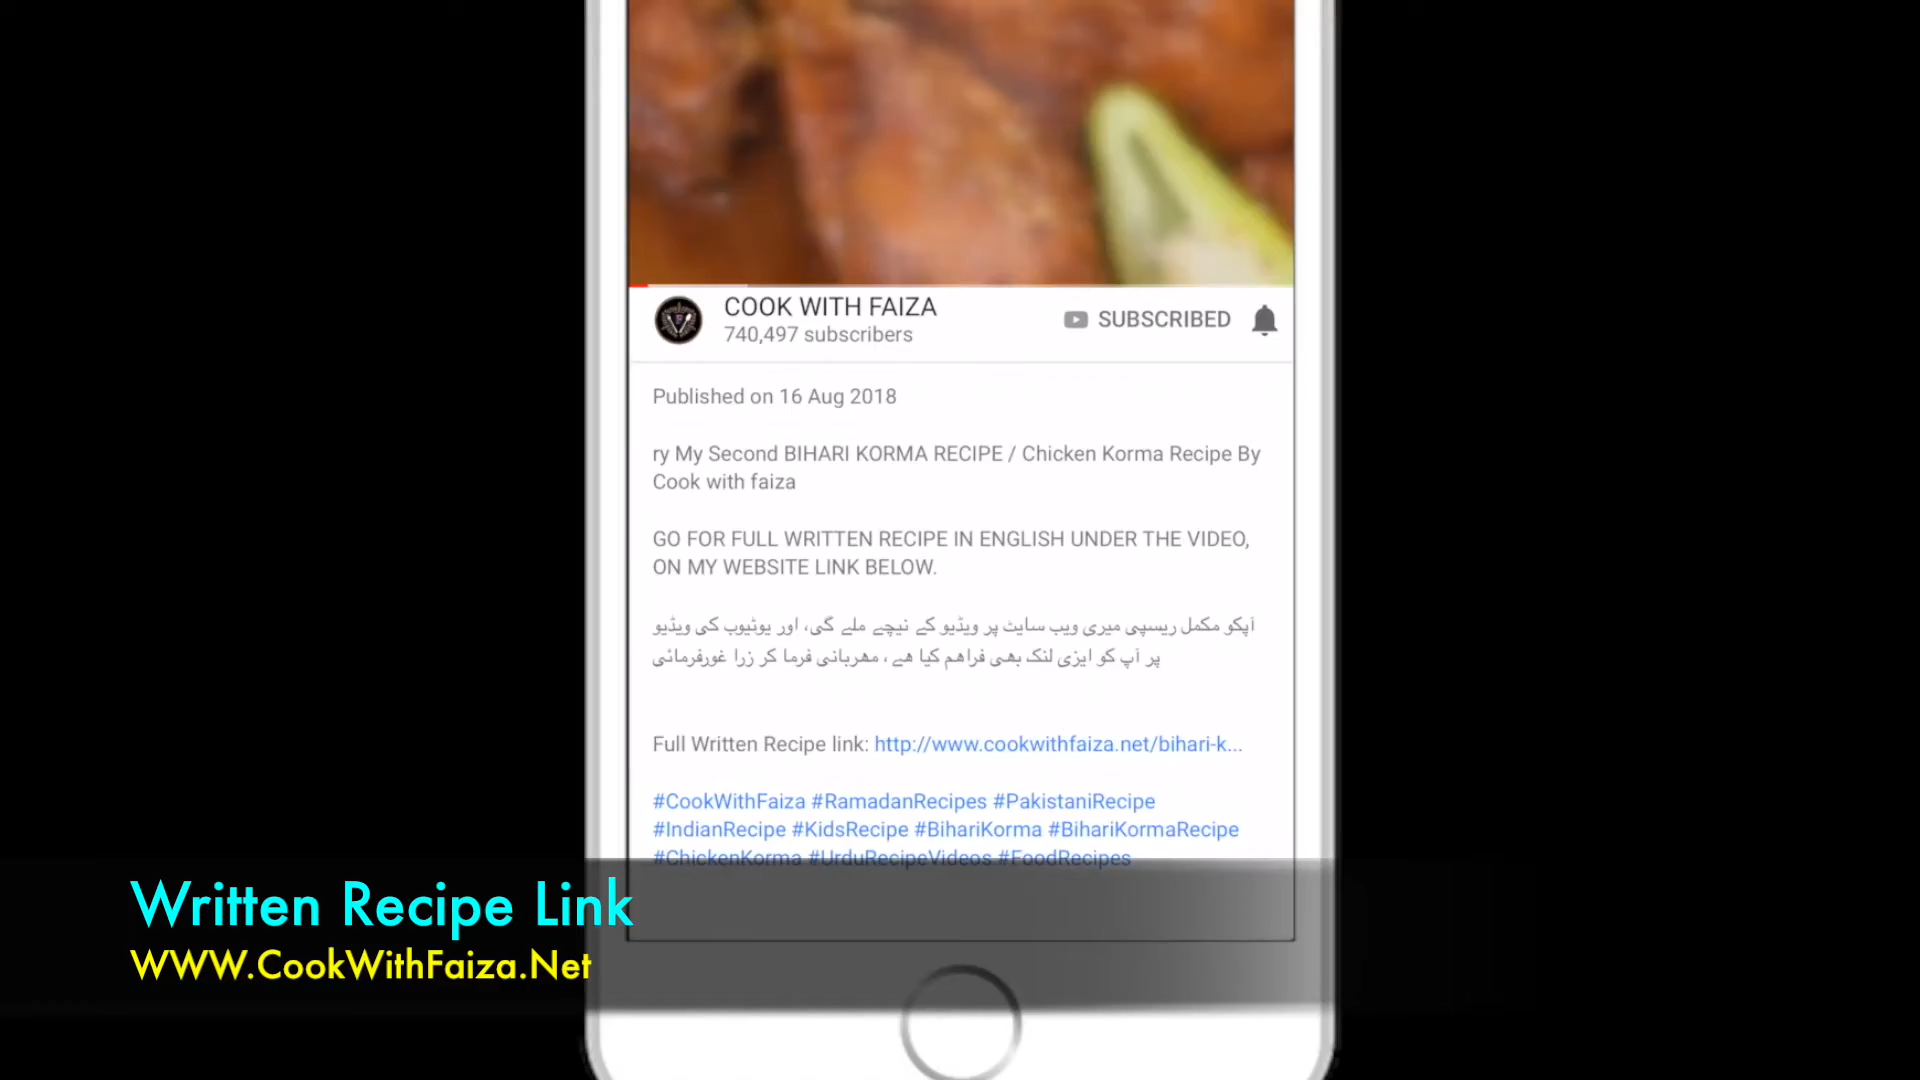 COOK WITH FAIZA
740,497 subscribers
SUBSCRIBED
Published on 16 Aug 2018
ry My Second BIHARI KORMA RECIPE / Chicken Korma Recipe By
Cook with faiza
GO FOR FULL WRITTEN RECIPE IN ENGLISH UNDER THE VIDEO,
ON MY WEBSITE LINK BELOW.
آپکو مکمل ریسپی میری ویب سایٹ پر ویڈیو کے نیچے ملے گی، اور یوٹیوب کی ویڈیو
پر آپ کو ایزی لنک بھی فراھم کیا ھے ، مھربانی فرما کر زرا غورفرمائی
Full Written Recipe link: http://www.cookwithfaiza.net/bihari-k...
#CookWithFaiza #RamadanRecipes #PakistaniRecipe
#IndianRecipe #KidsRecipe #BihariKorma #BihariKormaRecipe
#ChickenKorma #UrduRecipeVideos #FoodRecipes
Written Recipe Link
WWW.CookWithFaiza.Net